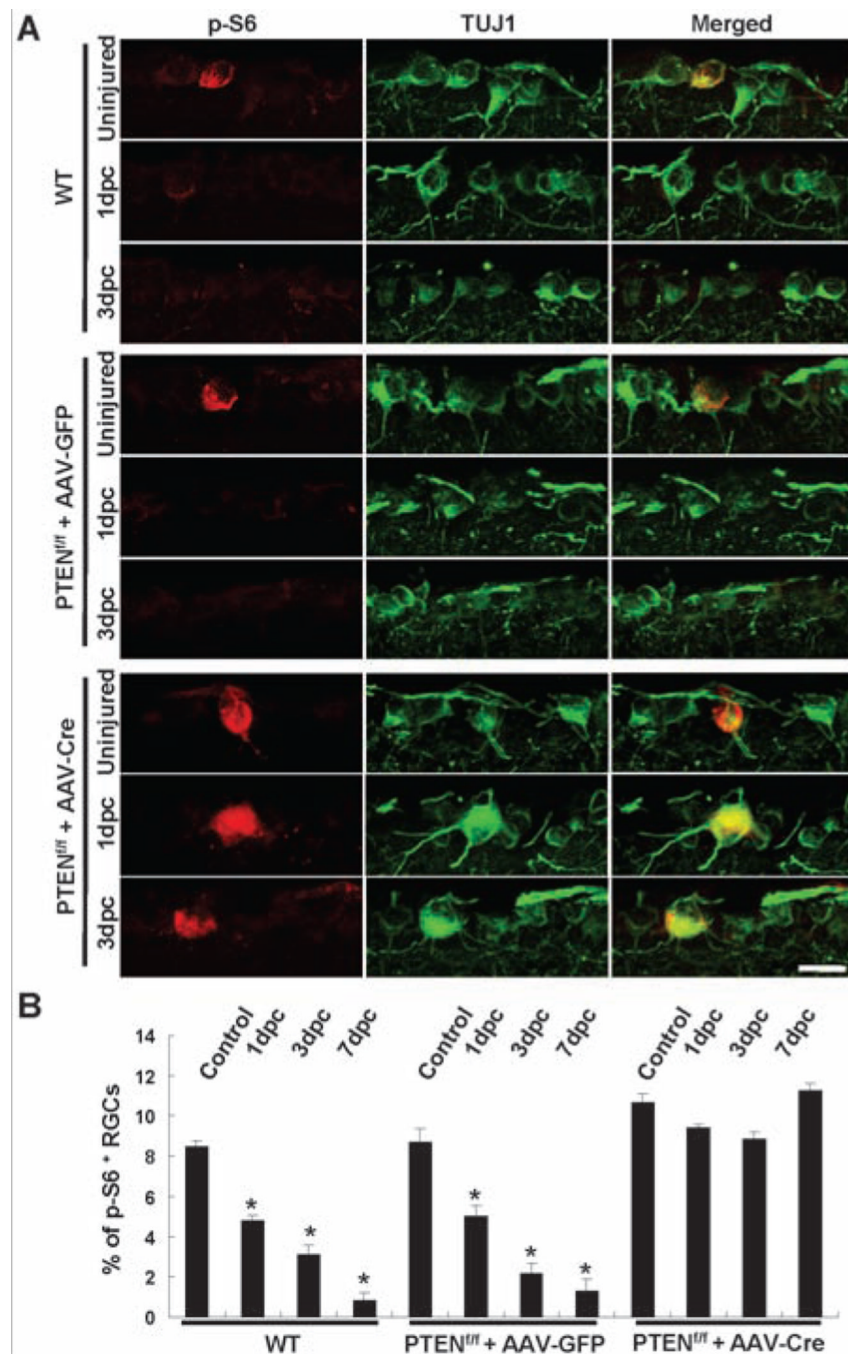 A
p-S6 TUJ1 Merged
WT
Uninjured
1dpc
3dpc
PTENf/f + AAV-GFP
Uninjured
1dpc
3dpc
PTENf/f + AAV-Cre
Uninjured
1dpc
3dpc
B
% of p-S6 + RGCs
14
12
10
8
6
4
2
0
Control 1dpc 3dpc 7dpc Control 1dpc 3dpc 7dpc Control 1dpc 3dpc 7dpc
* * * * * *
WT PTENf/f + AAV-GFP PTENf/f + AAV-Cre